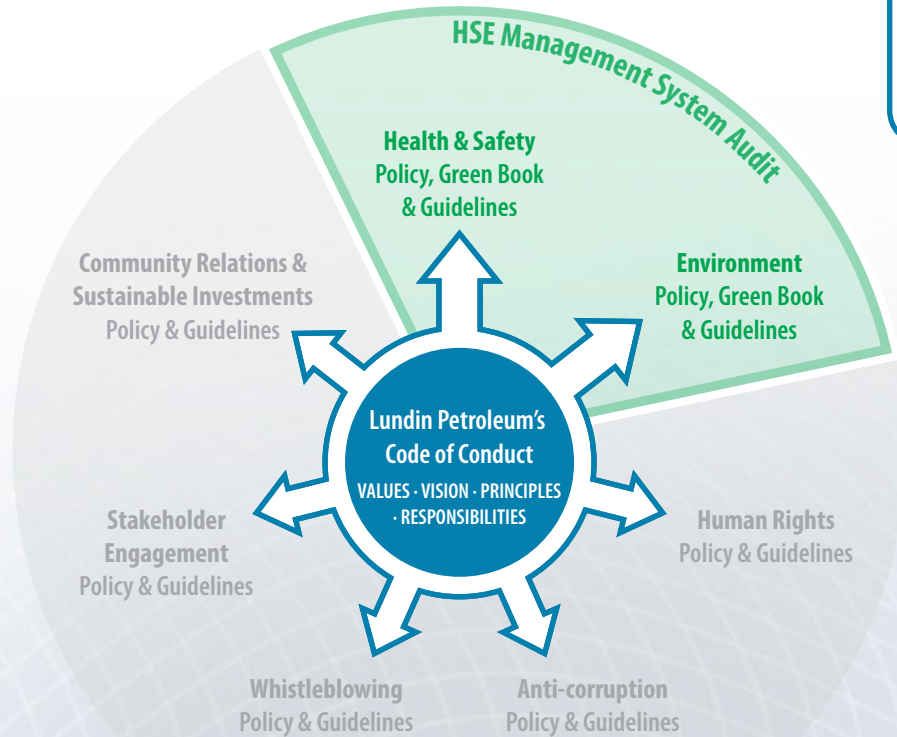 HSE Management System Audit
Health & Safety
Policy, Green Book
& Guidelines
Environment
Policy, Green Book
& Guidelines
Community Relations &
Sustainable Investments
Policy & Guidelines
Lundin Petroleum's
Code of Conduct
VALUES · VISION · PRINCIPLES
· RESPONSIBILITIES
Stakeholder
Engagement
Policy & Guidelines
Human Rights
Policy & Guidelines
Whistleblowing
Policy & Guidelines
Anti-corruption
Policy & Guidelines